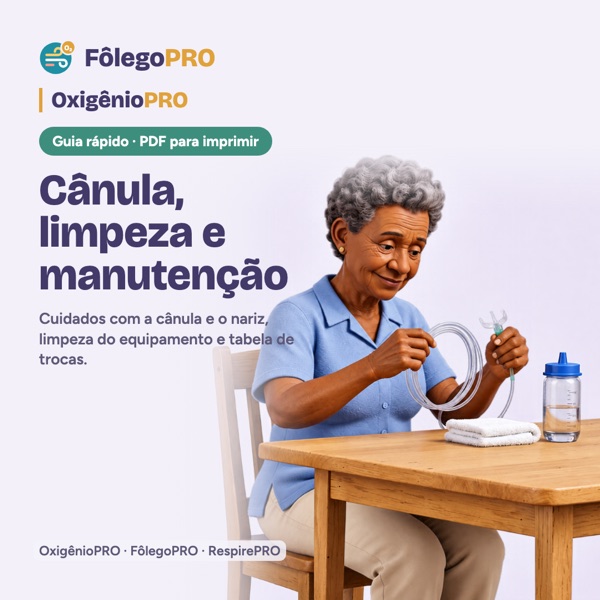 O₂
FôlegoPRO
OxigênioPRO
Guia rápido · PDF para imprimir
Cânula,
limpeza e
manutenção
Cuidados com a cânula e o nariz,
limpeza do equipamento e tabela de
trocas.
OxigênioPRO · FôlegoPRO · RespirePRO